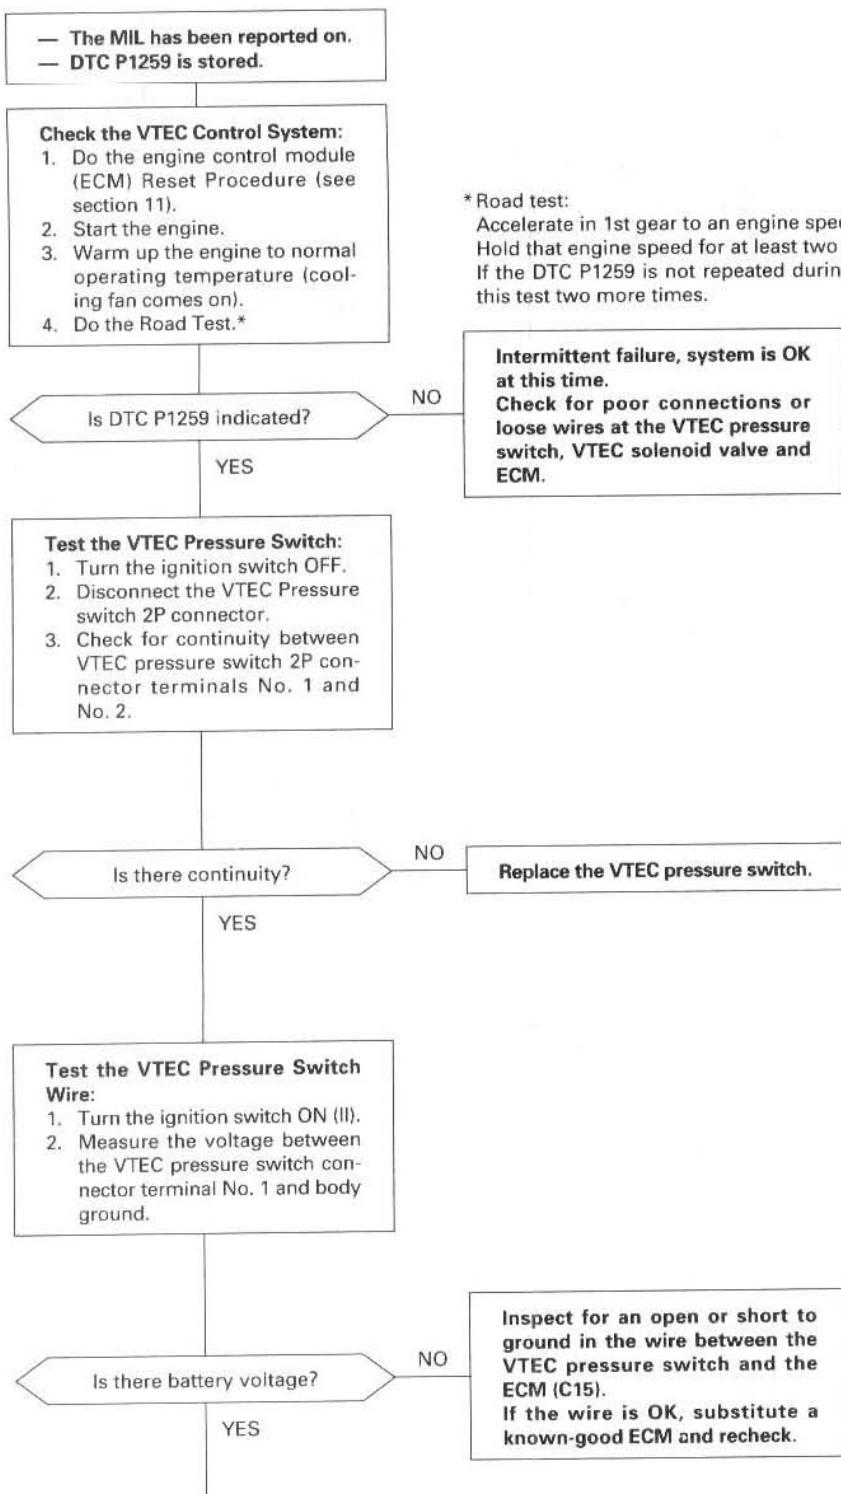 — The MIL has been reported on.
— DTC P1259 is stored.
Check the VTEC Control System:
1. Do the engine control module
(ECM) Reset Procedure (see
section 11).
2. Start the engine.
3. Warm up the engine to normal
operating temperature (cool-
ing fan comes on).
4. Do the Road Test.*
* Road test:
Accelerate in 1st gear to an engine
Hold that engine speed for at least two
If the DTC P1259 is not repeated
this test two more times.
Is DTC P1259 indicated?
NO
Intermittent failure, system is OK
at this time.
Check for poor connections or
loose wires at the VTEC pressure
switch, VTEC solenoid valve and
ECM.
YES
Test the VTEC Pressure Switch:
1. Turn the ignition switch OFF.
2. Disconnect the VTEC Pressure
switch 2P connector.
3. Check for continuity between
VTEC pressure switch 2P con-
nector terminals No. 1 and
No. 2.
Is there continuity?
NO
Replace the VTEC pressure switch.
YES
Test the VTEC Pressure Switch
Wire:
1. Turn the ignition switch ON (II).
2. Measure the voltage between
the VTEC pressure switch con-
nector terminal No. 1 and body
ground.
Is there battery voltage?
NO
Inspect for an open or short to
ground in the wire between the
VTEC pressure switch and the
ECM (C15).
If the wire is OK, substitute a
known-good ECM and recheck.
YES